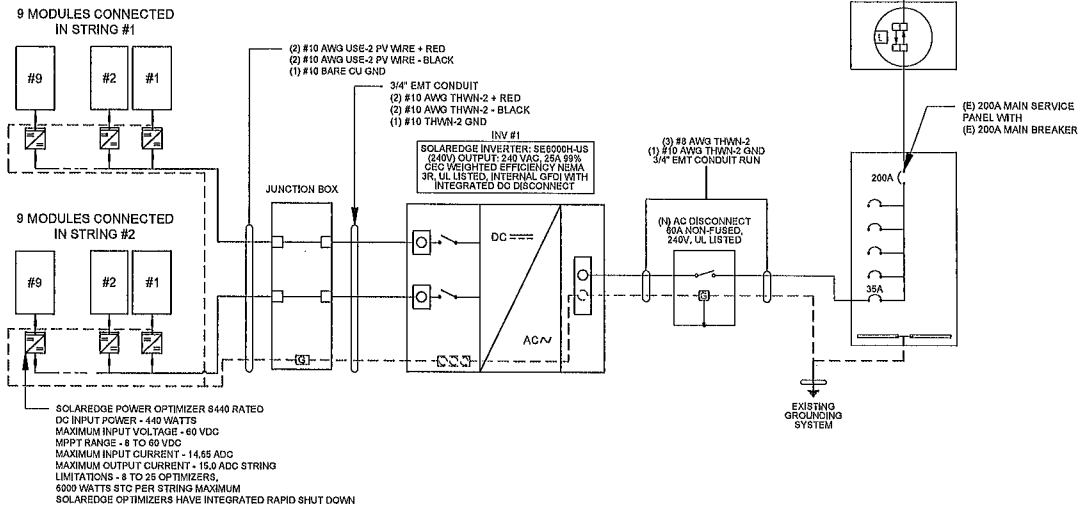 9 MODULES CONNECTED
IN STRING #1
#9
#2
#1
(2) #10 AWG USE-2 PV WIRE + RED
(2) #10 AWG USE-2 PV WIRE - BLACK
(1) #10 BARE CU GND
3/4" EMT CONDUIT
(2) #10 AWG THWN-2 + RED
(2) #10 AWG THWN-2 - BLACK
(1) #10 THWN-2 GND
INV #1
SOLAREDGE INVERTER: SE6000H-US
(240V) OUTPUT: 240 VAC, 25A 99%
CEC WEIGHTED EFFICIENCY NEMA
3R, UL LISTED, INTERNAL GFDI WITH
INTEGRATED DC DISCONNECT
(3) #8 AWG THWN-2
(1) #10 AWG THWN-2 GND
3/4" EMT CONDUIT RUN
L
(E) 200A MAIN SERVICE
PANEL WITH
(E) 200A MAIN BREAKER
200A
35A
JUNCTION BOX
G
DC
AC
(N) AC DISCONNECT
60A NON-FUSED,
240V, UL LISTED
G
EXISTING
GROUNDING
SYSTEM
9 MODULES CONNECTED
IN STRING #2
#9
#2
#1
SOLAREDGE POWER OPTIMIZER S440 RATED
DC INPUT POWER - 440 WATTS
MAXIMUM INPUT VOLTAGE - 60 VDC
MPPT RANGE - 8 TO 60 VDC
MAXIMUM INPUT CURRENT - 14.55 ADC
MAXIMUM OUTPUT CURRENT - 15.0 ADC STRING
LIMITATIONS - 8 TO 25 OPTIMIZERS,
6000 WATTS STC PER STRING MAXIMUM
SOLAREDGE OPTIMIZERS HAVE INTEGRATED RAPID SHUT DOWN